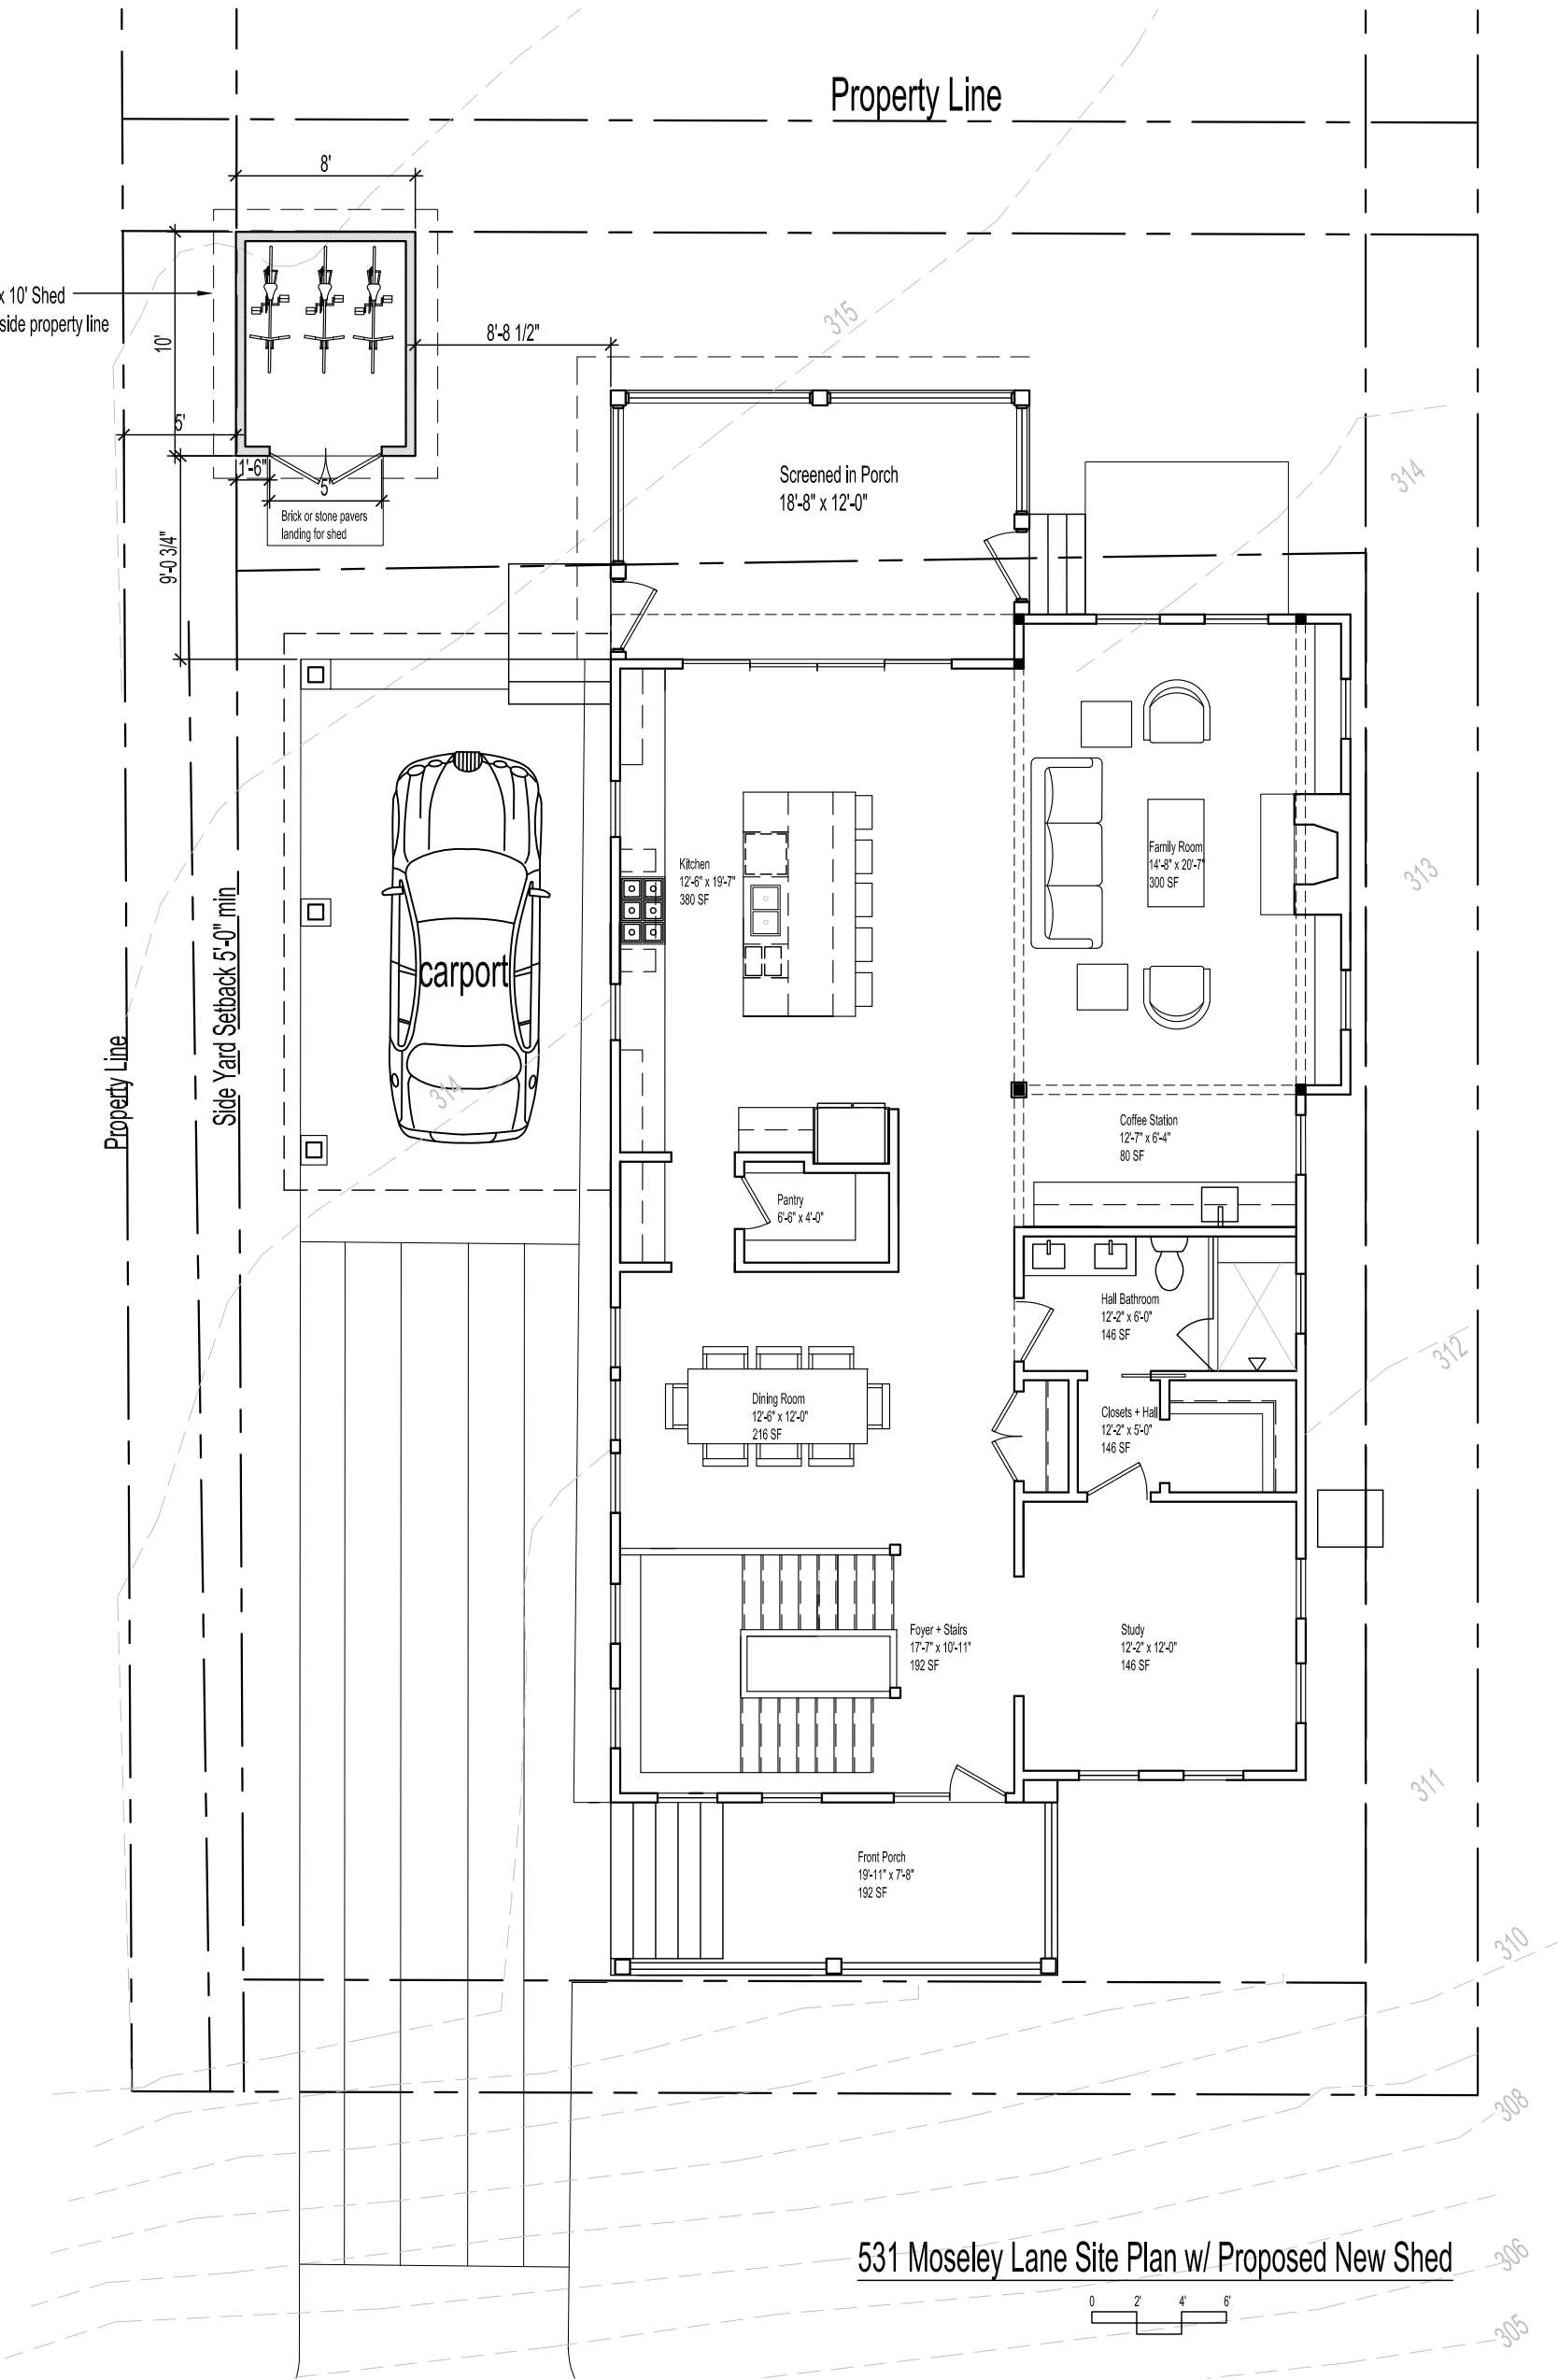 Property Line
8'
x 10' Shed
side property line
10'
8'-8 1/2"
315
5'
1'-6"
5'
Screened in Porch
18'-8" x 12'-0"
314
Brick or stone pavers
landing for shed
9'-0 3/4"
Kitchen
12'-6" x 19'-7"
380 SF
Family Room
14'-8" x 20'-7"
300 SF
313
carport
Property Line
Side Yard Setback 5'-0" min
314
Coffee Station
12'-7" x 6'-4"
80 SF
Pantry
6'-6" x 4'-0"
Hall Bathroom
12'-2" x 6'-0"
146 SF
312
Dining Room
12'-6" x 12'-0"
216 SF
Closets + Hall
12'-2" x 5'-0"
146 SF
Foyer + Stairs
17'-7" x 10'-11"
192 SF
Study
12'-2" x 12'-0"
146 SF
311
Front Porch
19'-11" x 7'-8"
192 SF
310
308
531 Moseley Lane Site Plan w/ Proposed New Shed
306
0 2' 4' 6'
305